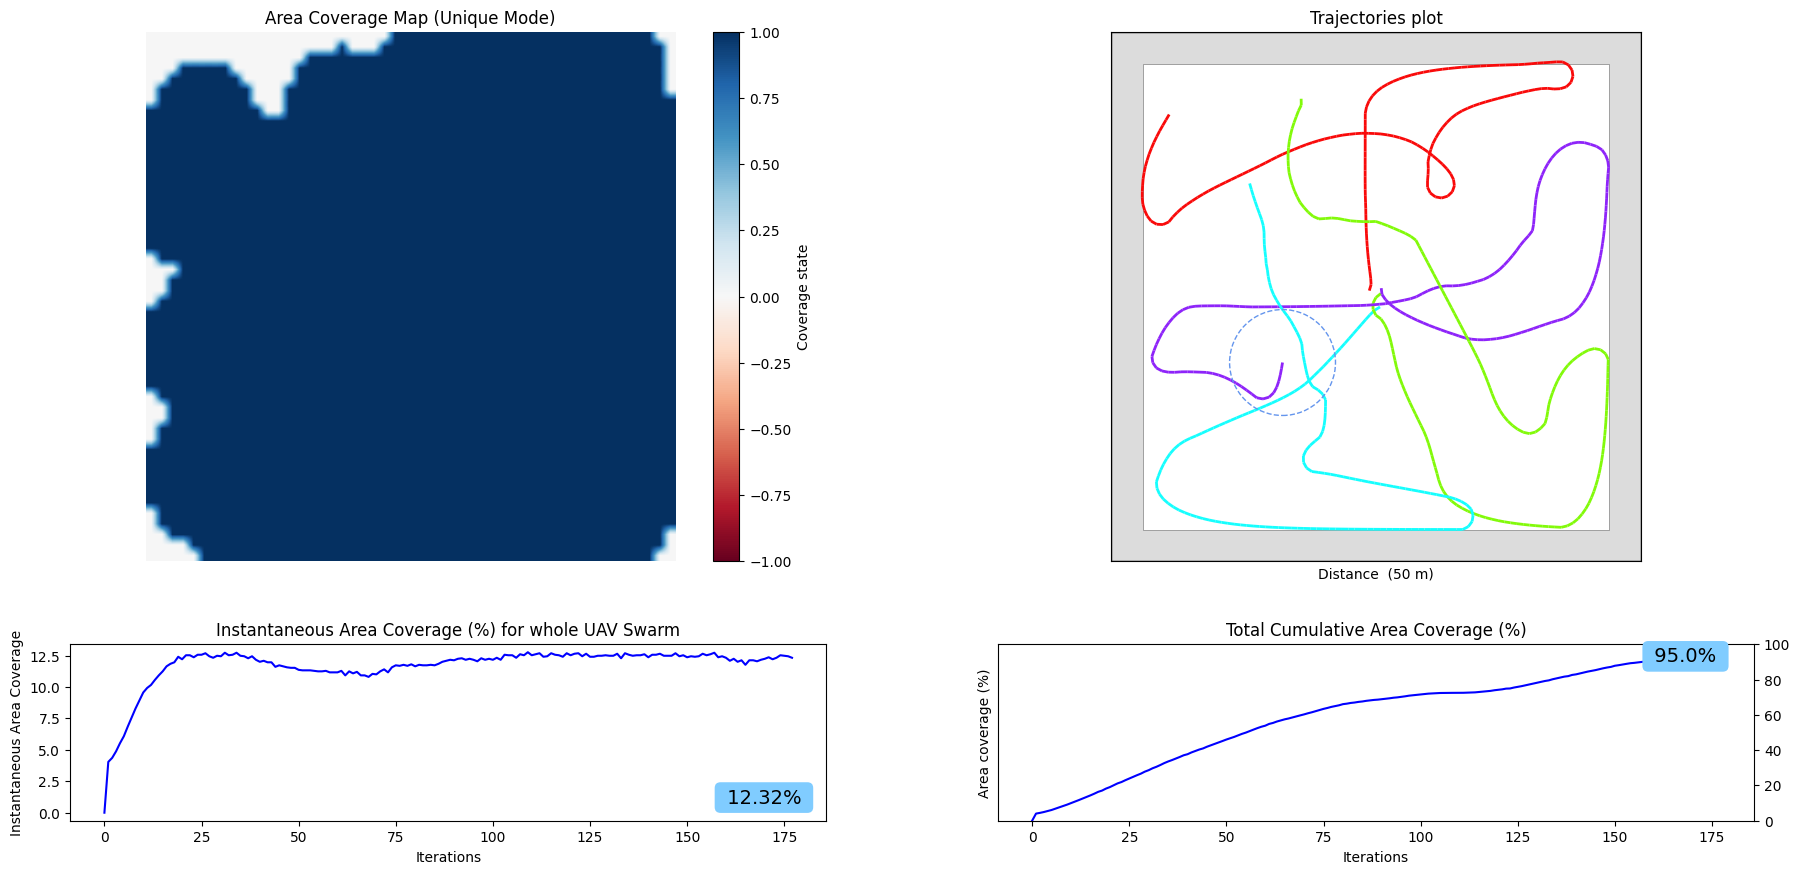 Area Coverage Map (Unique Mode)
1.00
0.75
0.50
0.25
0.00
−0.25
−0.50
−0.75
−1.00
Coverage state
Trajectories plot
Distance  (50 m)
Instantaneous Area Coverage (%) for whole UAV Swarm
Instantaneous Area Coverage
12.5
10.0
7.5
5.0
2.5
0.0
12.32%
0 25 50 75 100 125 150 175
Iterations
Total Cumulative Area Coverage (%)
Area coverage (%)
95.0%
100
80
60
40
20
0
0 25 50 75 100 125 150 175
Iterations